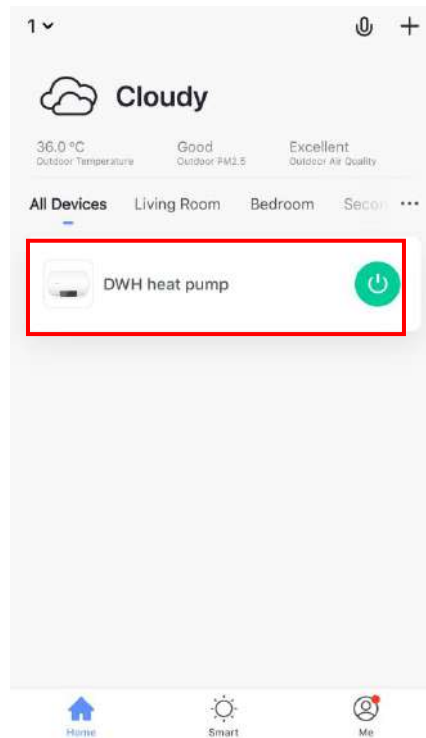 1
Cloudy
36.0 °C Good Excellent
Outdoor Temperature Outdoor PM2.5 Outdoor Air Quality
All Devices Living Room Bedroom Secon ...
DWH heat pump
Home Smart Me